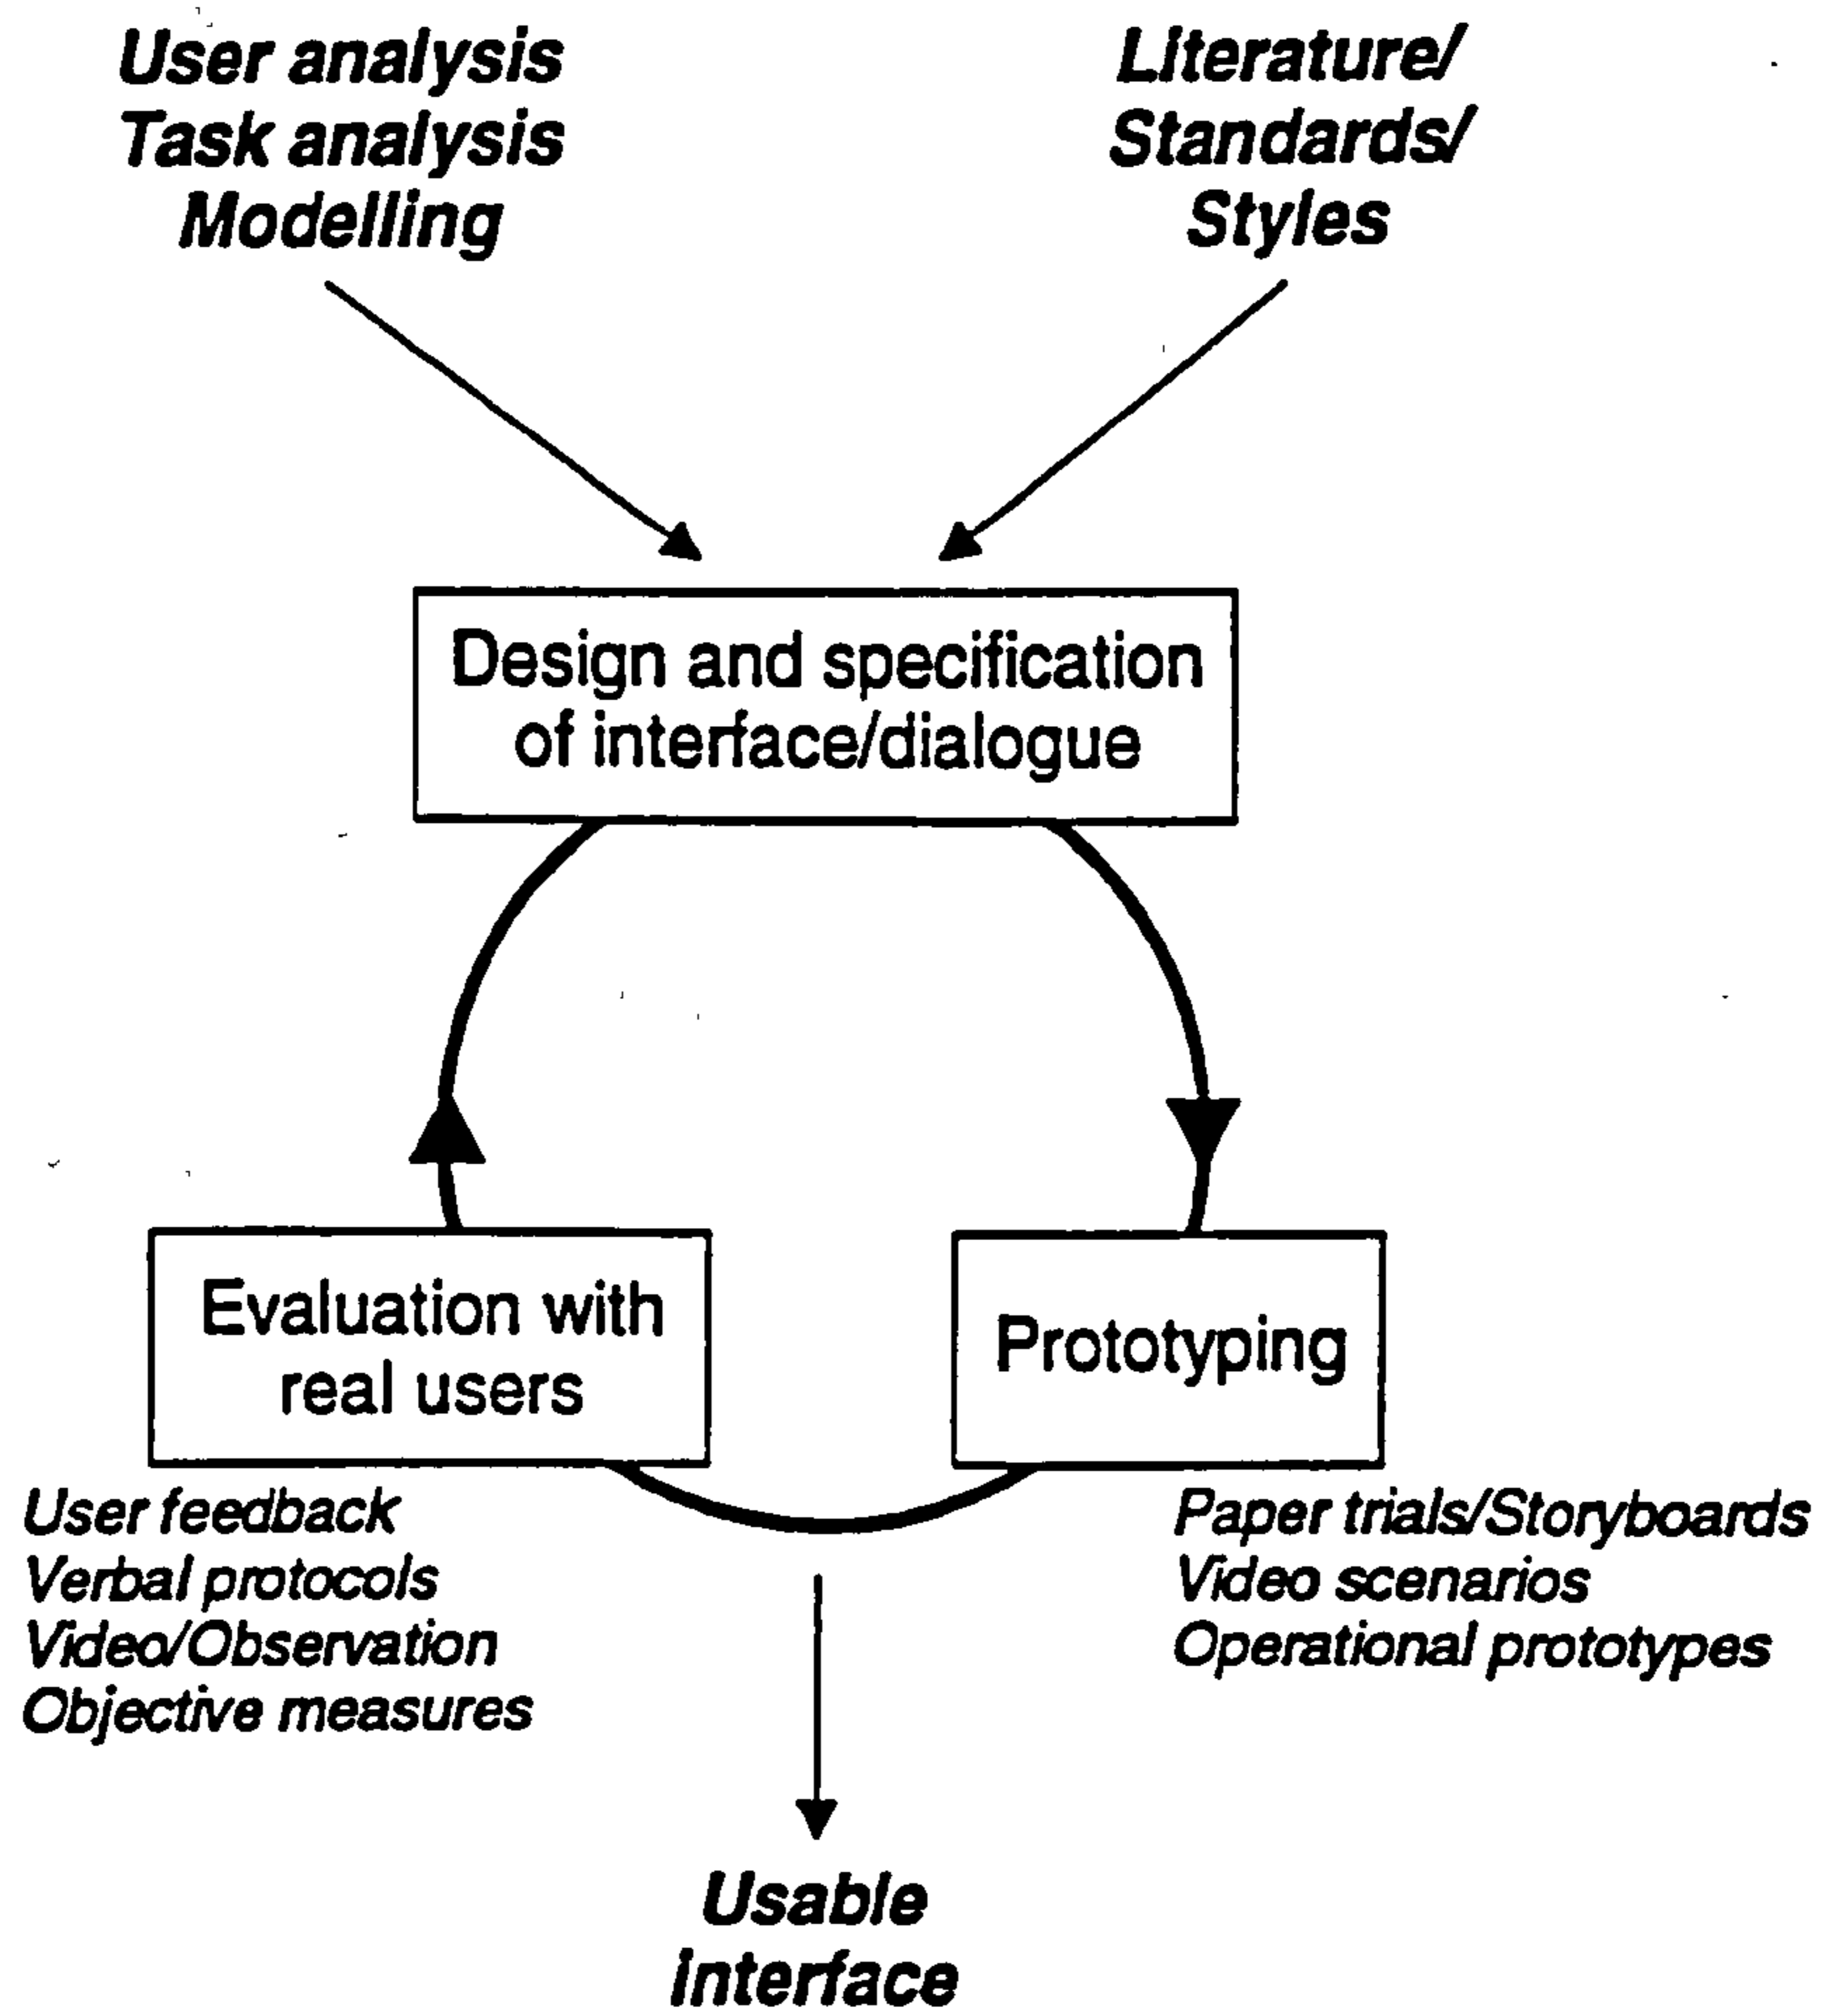 User analysis
Task analysis
Modelling
Literature/
Standards/
Styles
Design and specification
of interface/dialogue
Evaluation with
real users
Prototyping
User feedback
Verbal protocols
Video/Observation
Objective measures
Paper trials/Storyboards
Video scenarios
Operational prototypes
Usable
interface